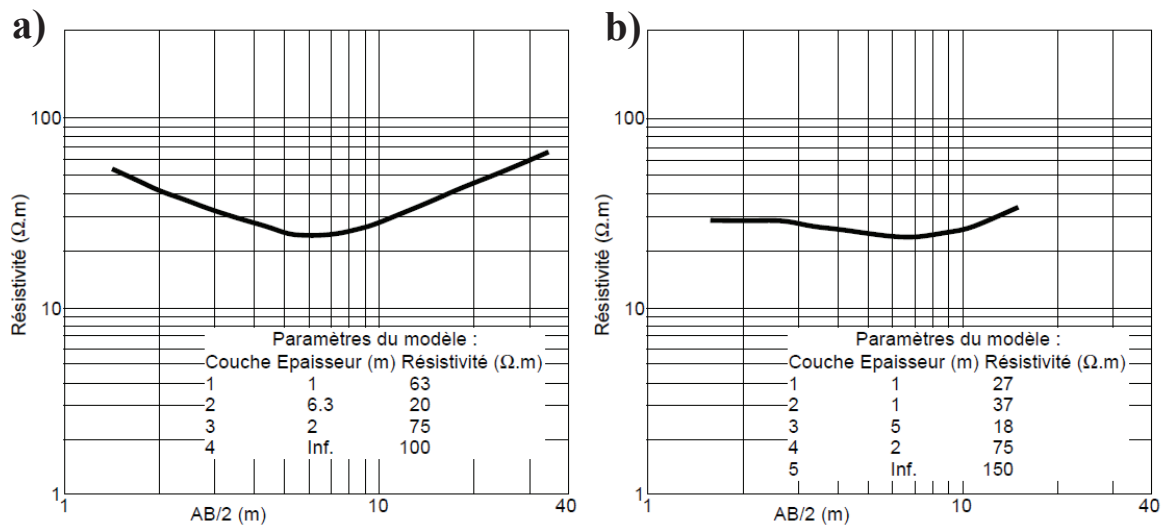 a)
100
10
1
Résistivité (Ω.m)
Paramètres du modèle :
Couche Epaisseur (m) Résistivité (Ω.m)
1 1 63
2 6.3 20
3 2 75
4 Inf. 100
1 10 40
AB/2 (m)
b)
100
10
1
Résistivité (Ω.m)
Paramètres du modèle :
Couche Epaisseur (m) Résistivité (Ω.m)
1 1 27
2 1 37
3 5 18
4 2 75
5 Inf. 150
1 10 40
AB/2 (m)